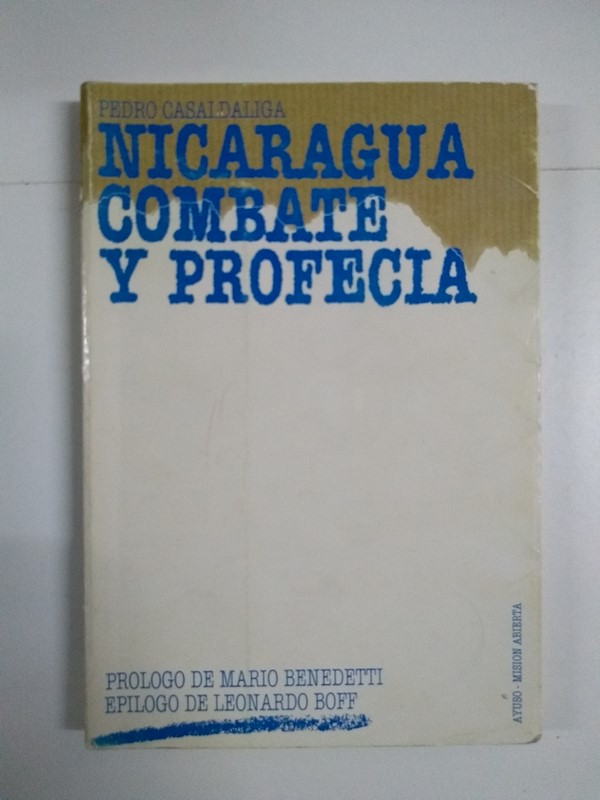 PEDRO CASALDALIGA
NICARAGUA
COMBATE
Y PROFECIA
PROLOGO DE MARIO BENEDETTI
EPILOGO DE LEONARDO BOFF
AYUSO - MISION ABIERTA